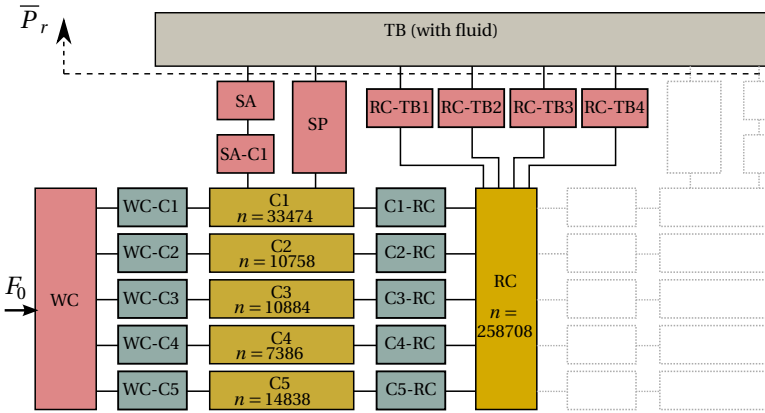 P̅r
TB (with fluid)
SA
SP
RC-TB1
RC-TB2
RC-TB3
RC-TB4
SA-C1
WC
F0
WC-C1
C1
n = 33474
C1-RC
WC-C2
C2
n = 10758
C2-RC
WC-C3
C3
n = 10884
C3-RC
WC-C4
C4
n = 7386
C4-RC
WC-C5
C5
n = 14838
C5-RC
RC
n =
258708